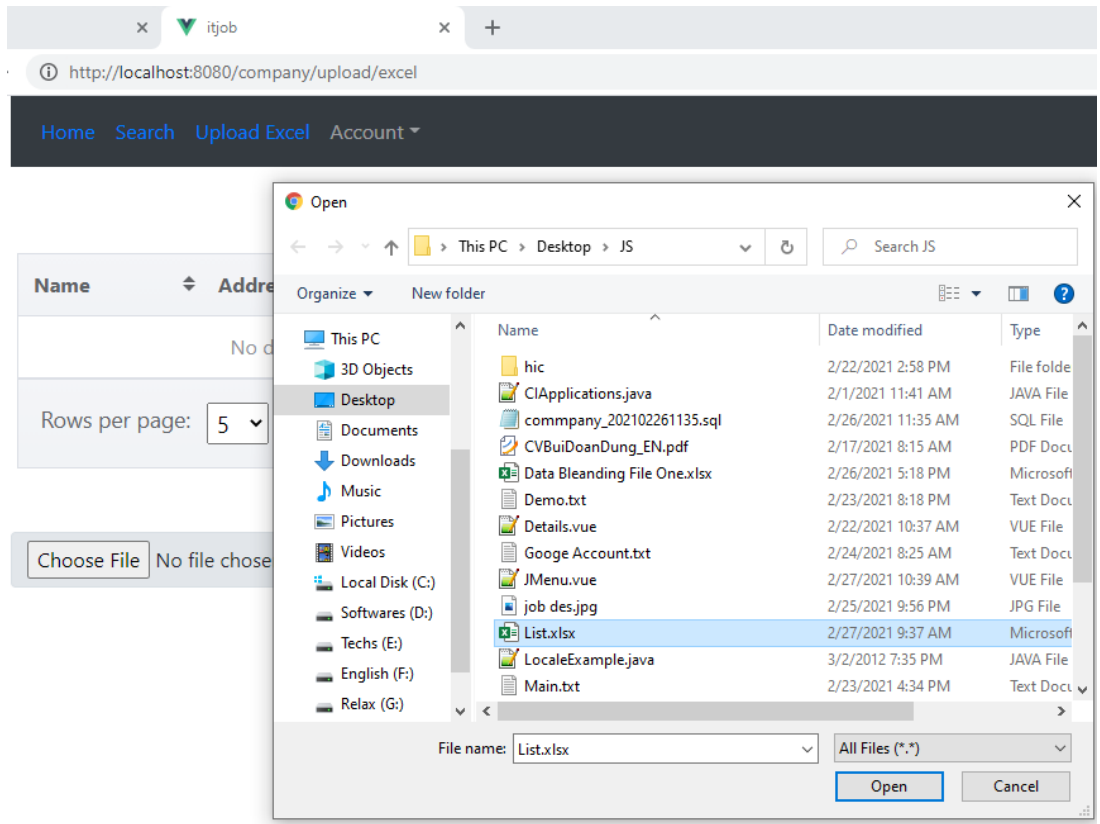 itjob
http://localhost:8080/company/upload/excel
Home Search Upload Excel Account
Open
This PC > Desktop > JS
Search JS
Organize New folder
Name Addre
No d
Rows per page: 5
Choose File No file chose
This PC
3D Objects
Desktop
Documents
Downloads
Music
Pictures
Videos
Local Disk (C:)
Softwares (D:)
Techs (E:)
English (F:)
Relax (G:)
Name Date modified Type
hic 2/22/2021 2:58 PM File folde
CIApplications.java 2/1/2021 11:41 AM JAVA File
commpany_202102261135.sql 2/26/2021 11:35 AM SQL File
CVBuiDoanDung_EN.pdf 2/17/2021 8:15 AM PDF Docu
Data Bleanding File One.xlsx 2/26/2021 5:18 PM Microsoft
Demo.txt 2/23/2021 8:18 PM Text Docu
Details.vue 2/22/2021 10:37 AM VUE File
Googe Account.txt 2/24/2021 8:25 AM Text Docu
JMenu.vue 2/27/2021 10:39 AM VUE File
job des.jpg 2/25/2021 9:56 PM JPG File
List.xlsx 2/27/2021 9:37 AM Microsoft
LocaleExample.java 3/2/2012 7:35 PM JAVA File
Main.txt 2/23/2021 4:34 PM Text Docu
File name: List.xlsx All Files (*.*)
Open Cancel